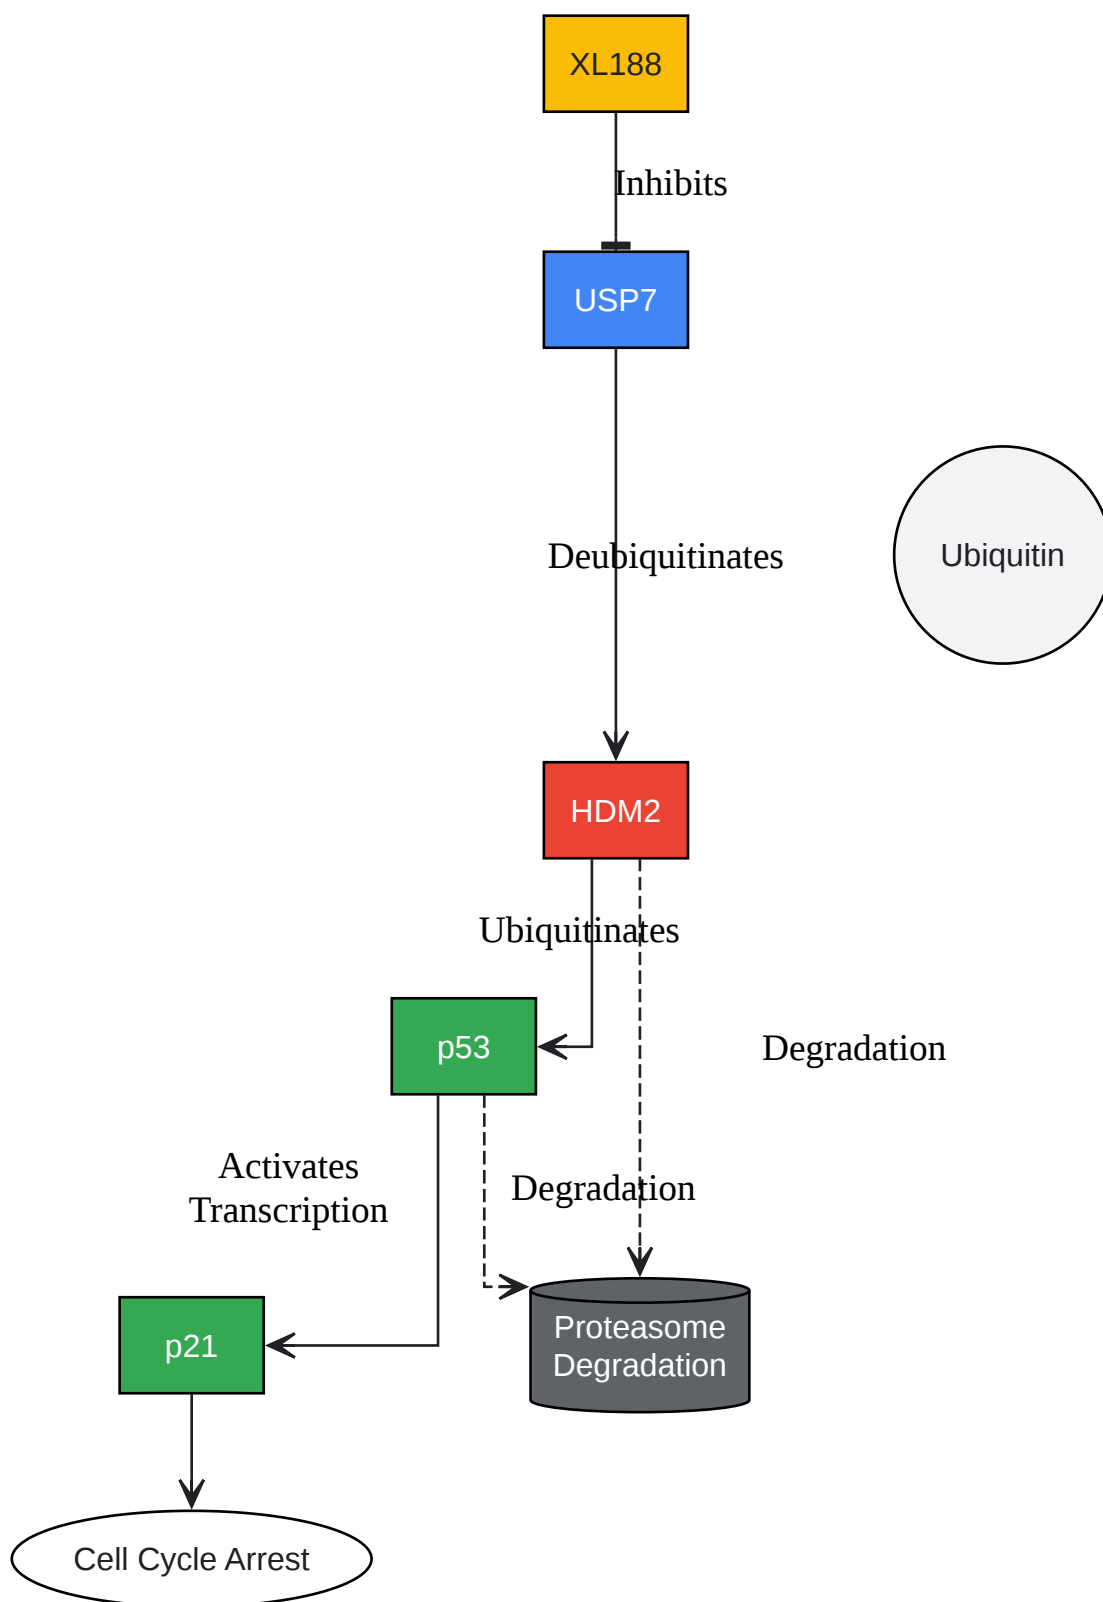 XL188
Inhibits
USP7
Deubiquitinates
Ubiquitin
HDM2
Ubiquitinates
p53
Degradation
Activates
Transcription
Degradation
Proteasome
Degradation
p21
Cell Cycle Arrest